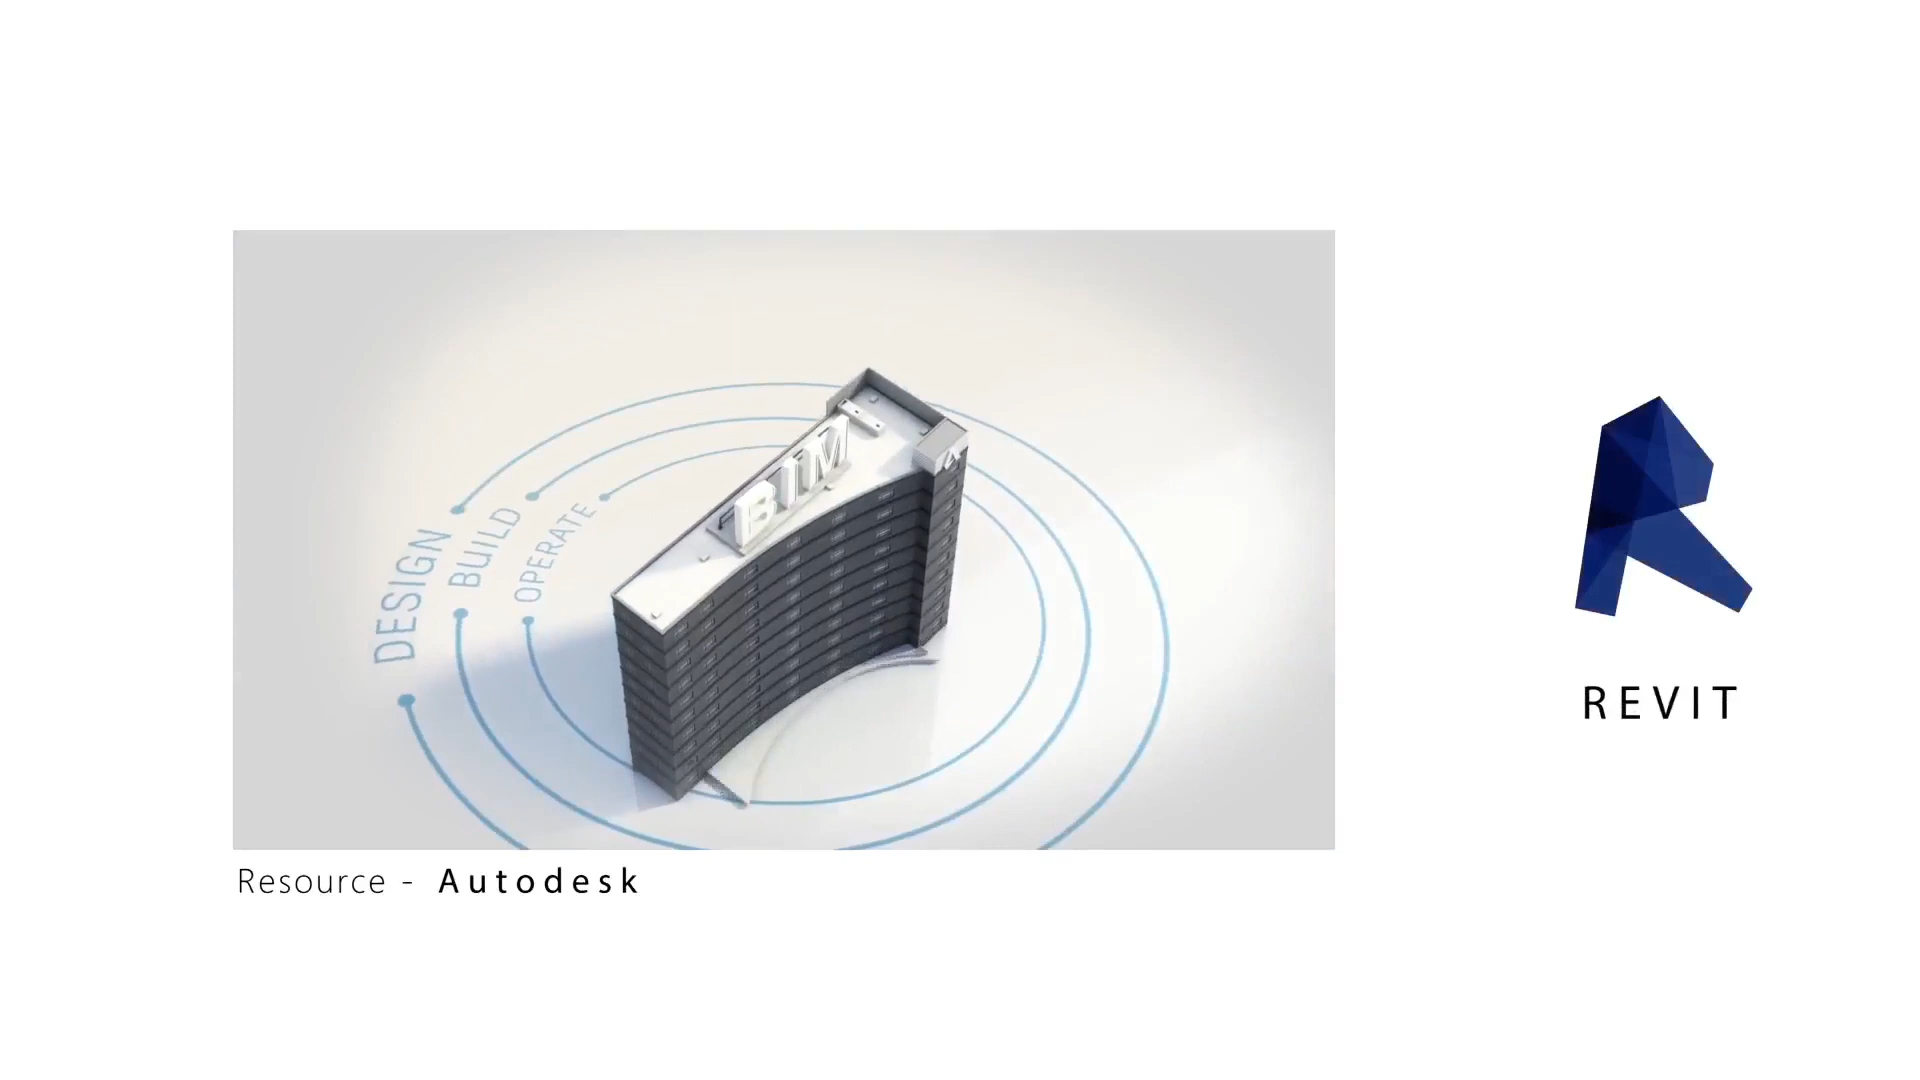 DESIGN
BUILD
OPERATE
BIM
REVIT
Resource - Autodesk